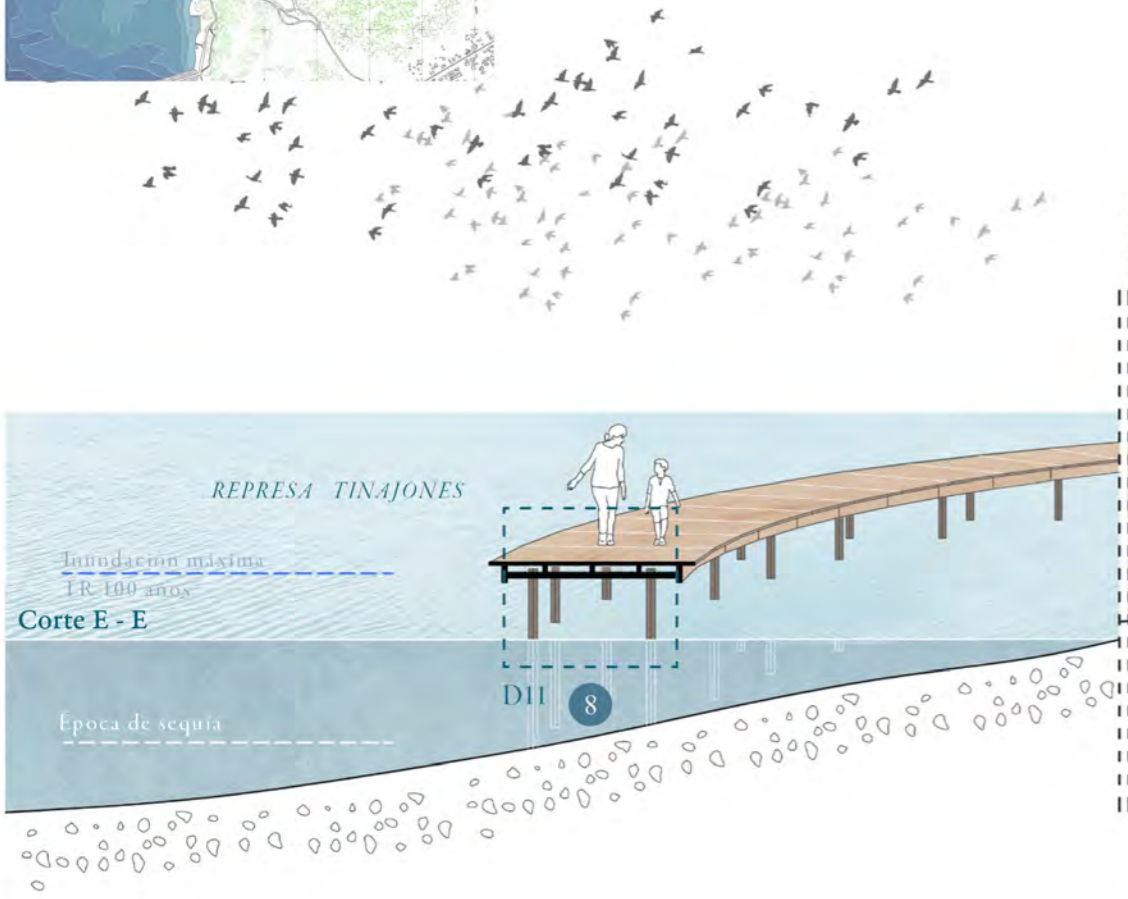 REPRESA TINAJONES
Inundación máxima
TR 100 años
Corte E - E
D11
8
Época de sequía